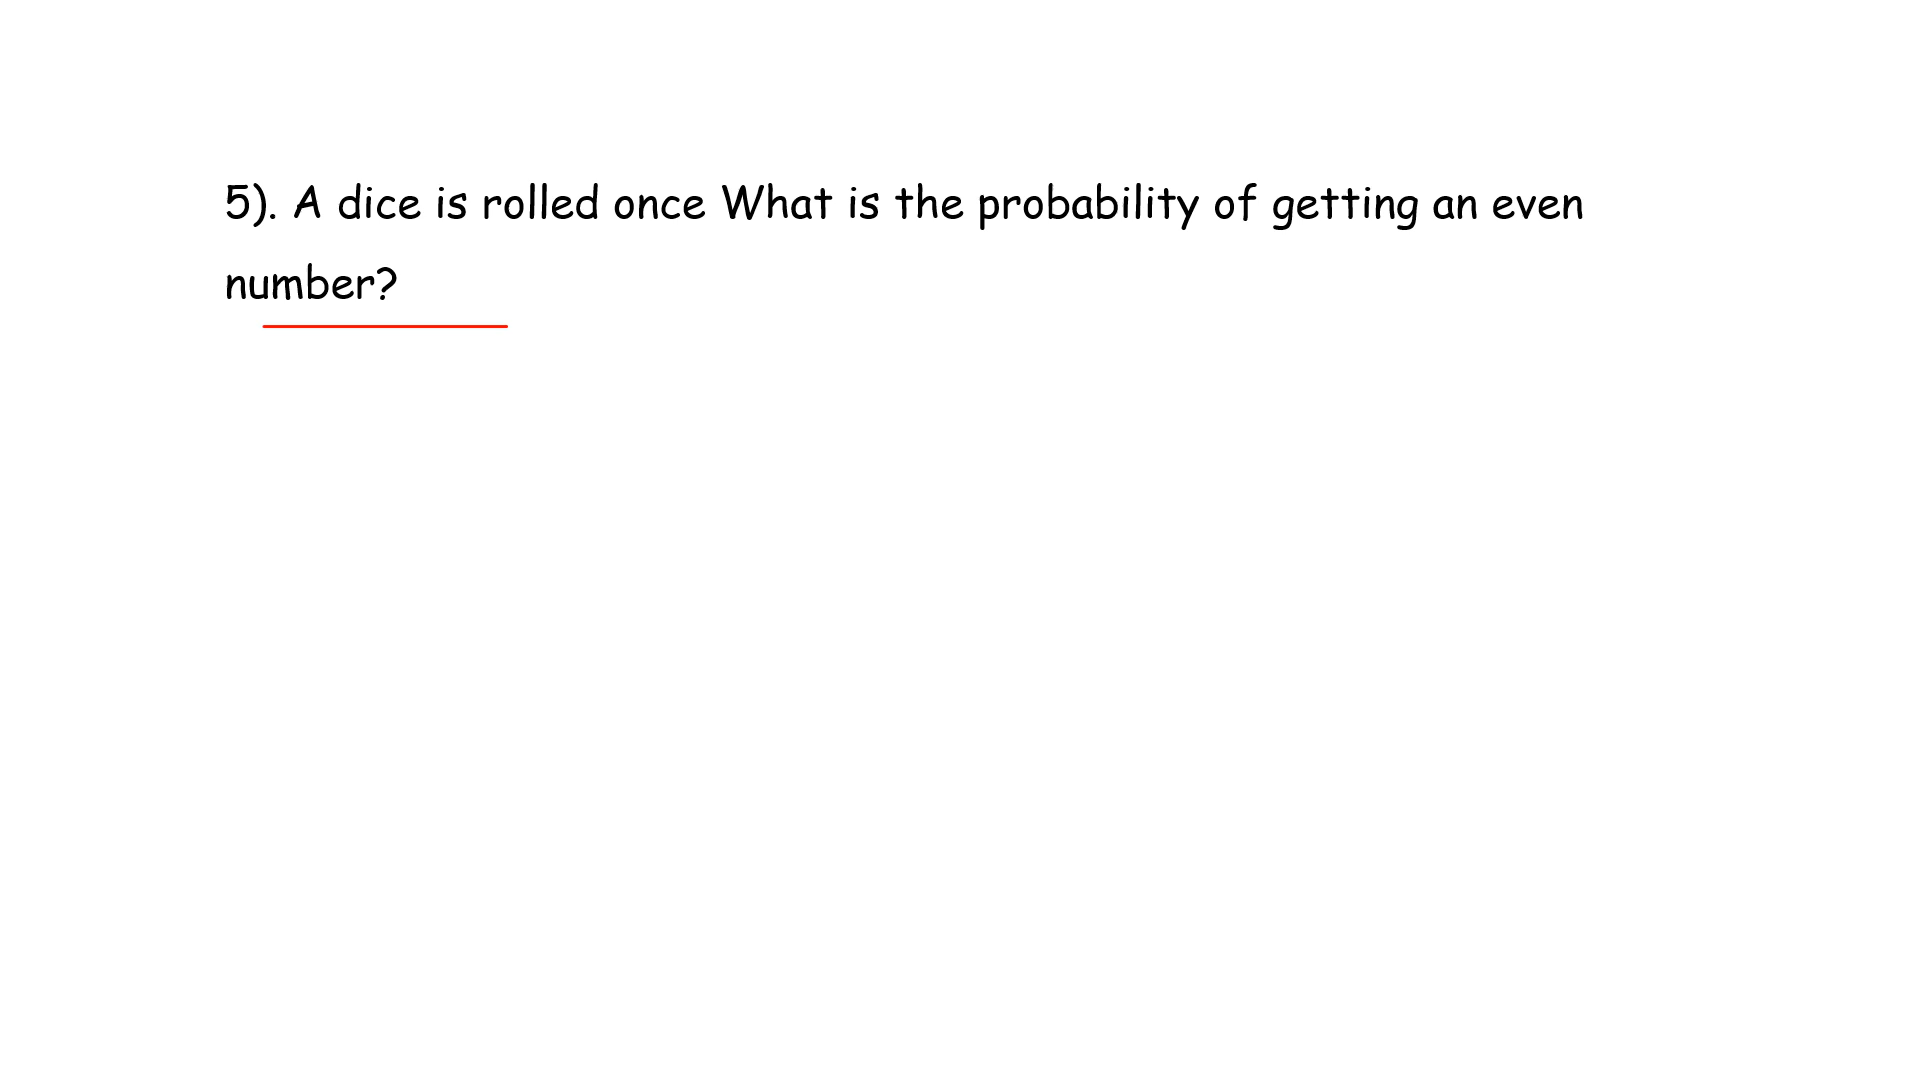 5). A dice is rolled once What is the probability of getting an even
number?